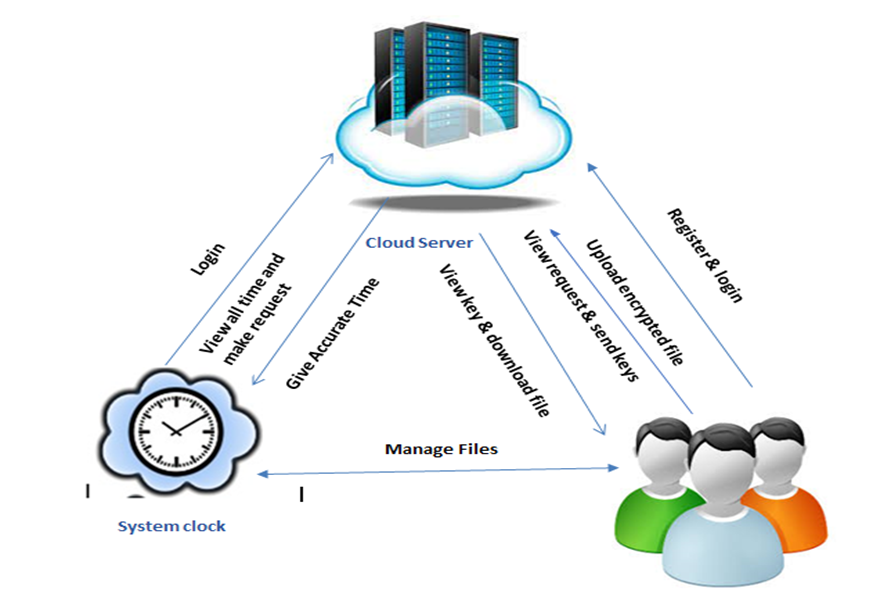 Cloud Server
Login
View all time and
make request
Give Accurate Time
View key & download file
View request & send keys
Upload encrypted file
Register & login
Manage Files
System clock